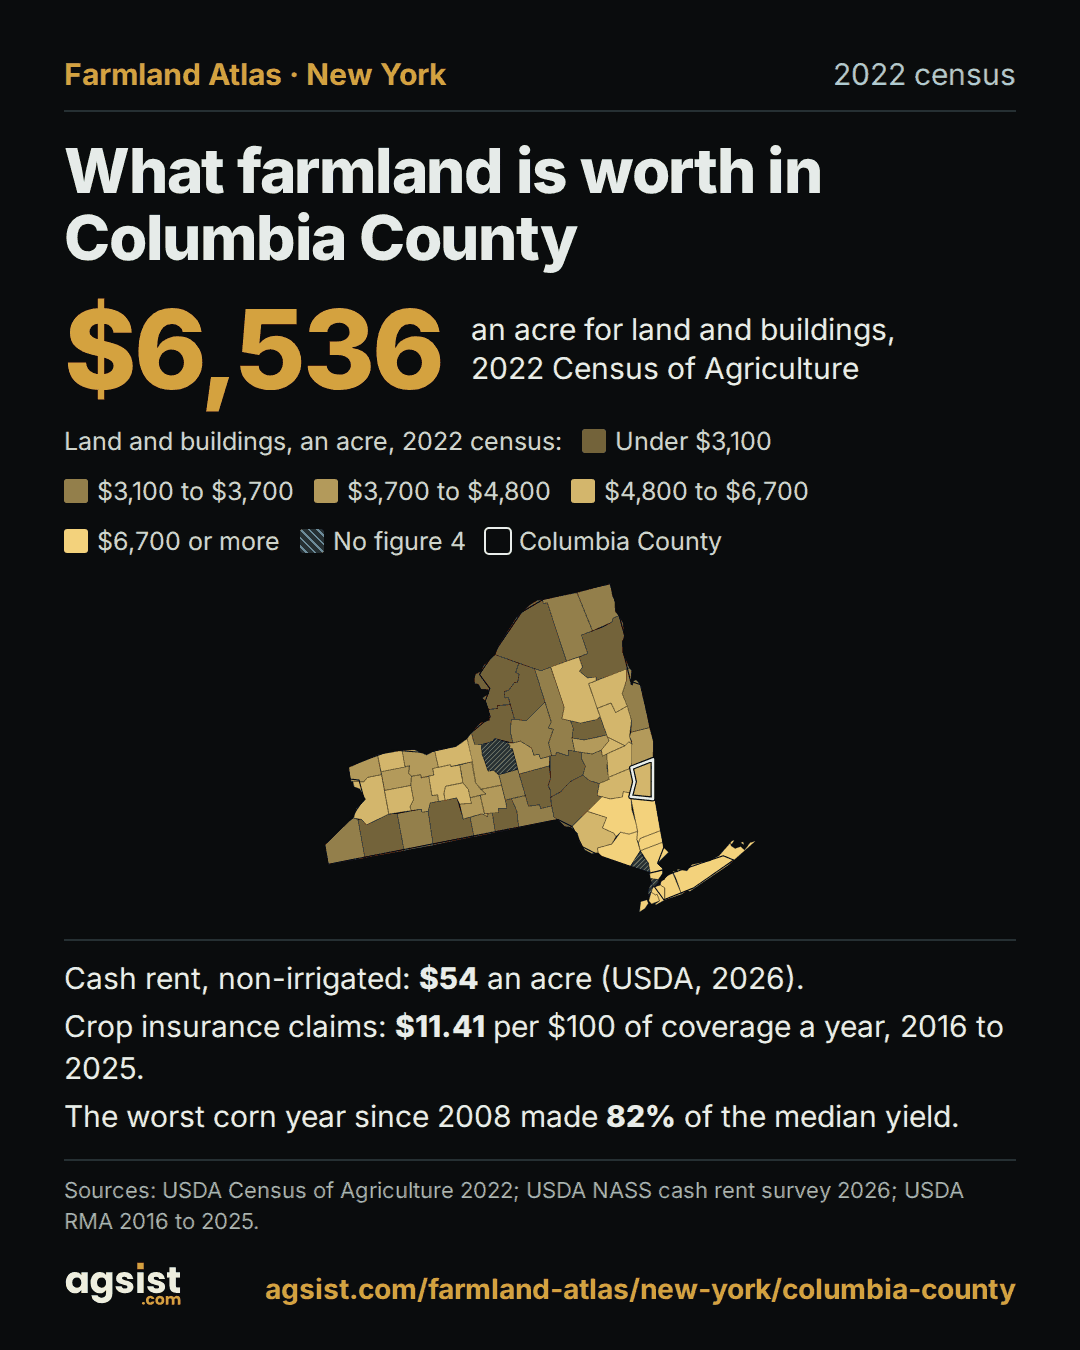 Farmland Atlas · New York
2022 census
What farmland is worth in
Columbia County
$6,536
an acre for land and buildings,
2022 Census of Agriculture
Land and buildings, an acre, 2022 census: Under $3,100
$3,100 to $3,700 $3,700 to $4,800 $4,800 to $6,700
$6,700 or more No figure 4 Columbia County
Cash rent, non-irrigated: $54 an acre (USDA, 2026).
Crop insurance claims: $11.41 per $100 of coverage a year, 2016 to
2025.
The worst corn year since 2008 made 82% of the median yield.
Sources: USDA Census of Agriculture 2022; USDA NASS cash rent survey 2026; USDA
RMA 2016 to 2025.
agsist.com
agsist.com/farmland-atlas/new-york/columbia-county